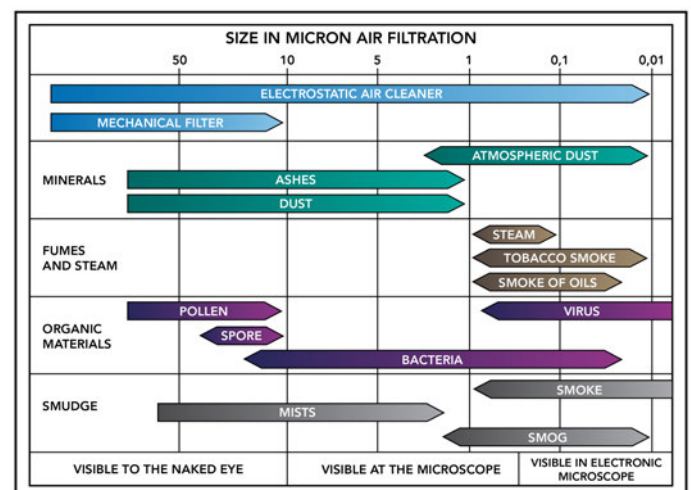 SIZE IN MICRON AIR FILTRATION
50 10 5 1 0,1 0,01
ELECTROSTATIC AIR CLEANER
MECHANICAL FILTER
MINERALS
ATMOSPHERIC DUST
ASHES
DUST
FUMES
AND STEAM
STEAM
TOBACCO SMOKE
SMOKE OF OILS
ORGANIC
MATERIALS
POLLEN
VIRUS
SPORE
BACTERIA
SMUDGE
SMOKE
MISTS
SMOG
VISIBLE TO THE NAKED EYE
VISIBLE AT THE MICROSCOPE
VISIBLE IN ELECTRONIC
MICROSCOPE